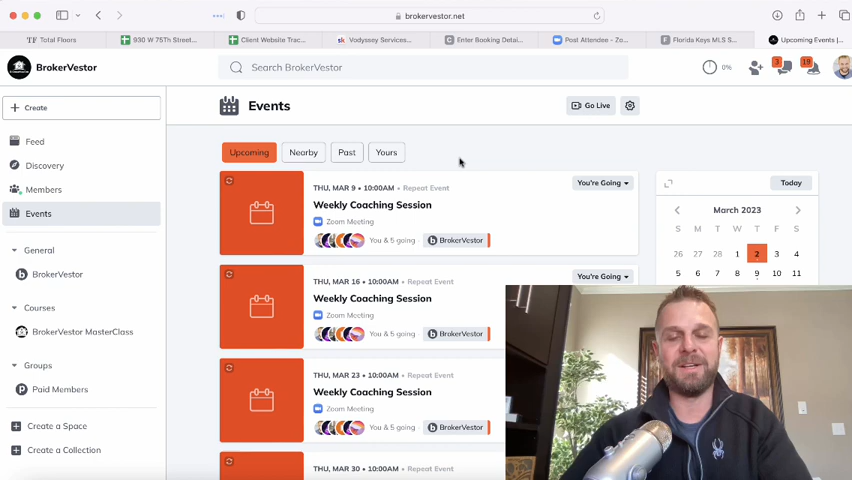 brokervestor.net
TF Total Floors
930 W 75Th Street...
Client Website Trac...
sk Vodyssey Services...
C Enter Booking Detai...
Post Attendee - Zo...
F Florida Keys MLS S...
Upcoming Events |...
BrokerVestor
Search BrokerVestor
0%
3
19
+ Create
Events
Go Live
Feed
Discovery
Members
Events
General
BrokerVestor
Courses
BrokerVestor MasterClass
Groups
Paid Members
Create a Space
Create a Collection
Upcoming
Nearby
Past
Yours
THU, MAR 9 • 10:00AM • Repeat Event
You're Going
Weekly Coaching Session
Zoom Meeting
You & 5 going
BrokerVestor
THU, MAR 16 • 10:00AM • Repeat Event
You're Going
Weekly Coaching Session
Zoom Meeting
You & 5 going
BrokerVestor
THU, MAR 23 • 10:00AM • Repeat Event
Weekly Coaching Session
Zoom Meeting
You & 5 going
BrokerVestor
THU, MAR 30 • 10:00AM • Repeat Event
Today
March 2023
S M T W T F S
26 27 28 1 2 3 4
5 6 7 8 9 10 11